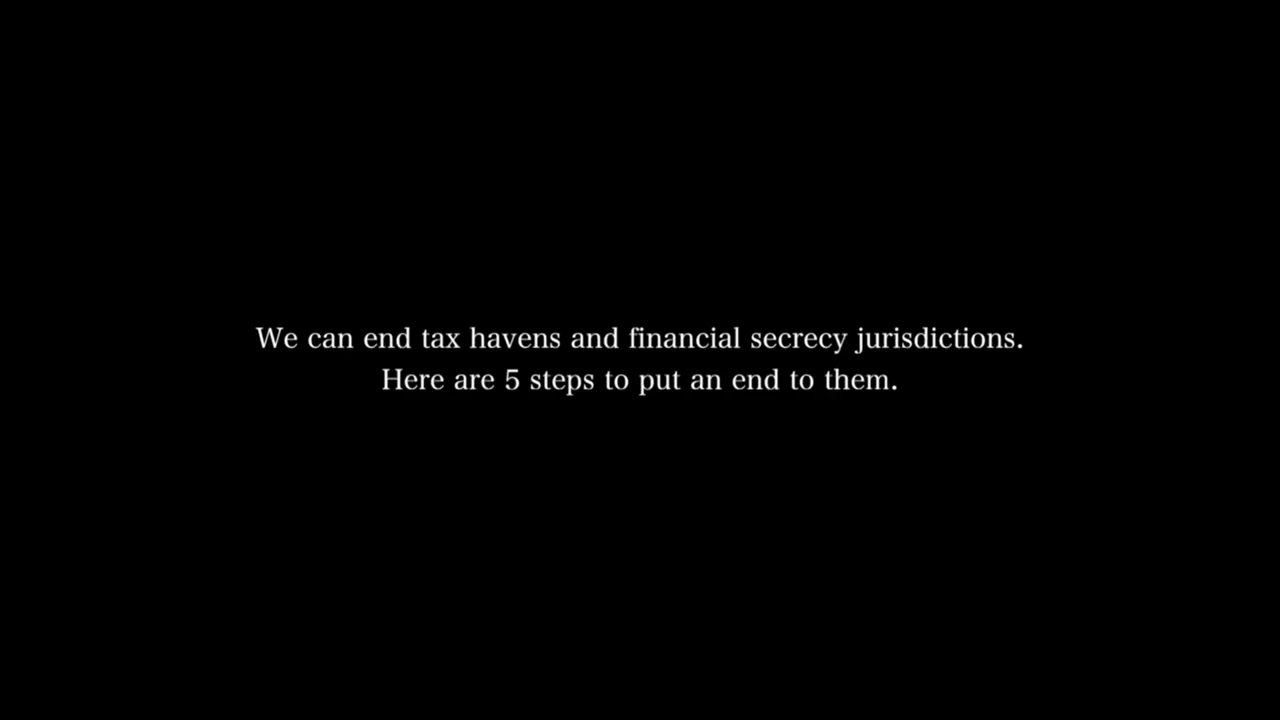 We can end tax havens and financial secrecy jurisdictions.
Here are 5 steps to put an end to them.